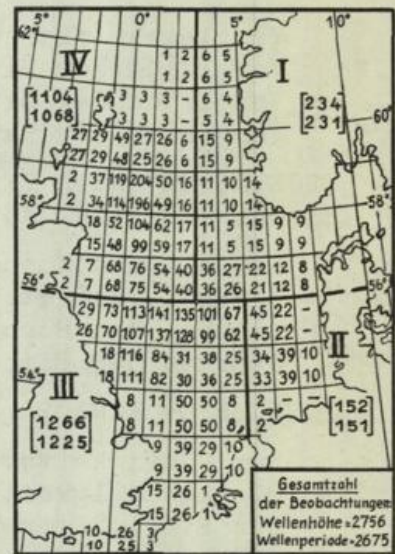 5° 0° 5° 10°
62°
IV 1 2 6 5 I
1 2 6 5
[1104 3 3 3 – 6 4 [234
1068] 3 3 3 – 5 4 231] 60°
27 29 49 27 26 6 15 9
27 29 48 25 26 6 15 9
2 37 119 204 50 16 11 10 14
58° 2 34 114 196 49 16 11 10 14 58°
18 52 104 62 17 11 5 15 9 9
15 48 99 59 17 11 5 15 9 9
2 7 68 76 54 40 36 27 22 12 8
56° 2 7 68 75 54 40 36 26 21 12 8 56°
29 73 113 141 135 101 67 45 22 –
26 70 107 137 128 99 62 45 22 –
18 116 84 31 38 25 34 39 10 II
54° 18 111 82 30 36 25 33 39 10
III 8 11 50 50 8 2 – –
[1266 8 11 50 50 8 2 [152
1225] 9 39 29 10 151]
9 39 29 10
15 26 1
15 26 1
10 26 3
10 25 3
Gesamtzahl
der Beobachtungen:
Wellenhöhe = 2756
Wellenperiode = 2675